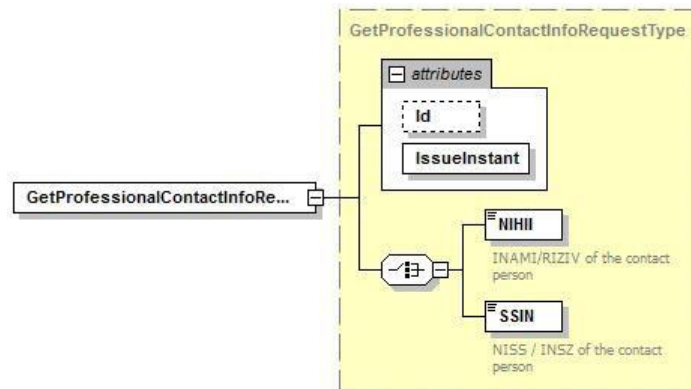 GetProfessionalContactInfoRequestType
attributes
Id
IssueInstant
GetProfessionalContactInfoRe...
NIHII
INAMI/RIZIV of the contact
person
SSIN
NISS / INSZ of the contact
person